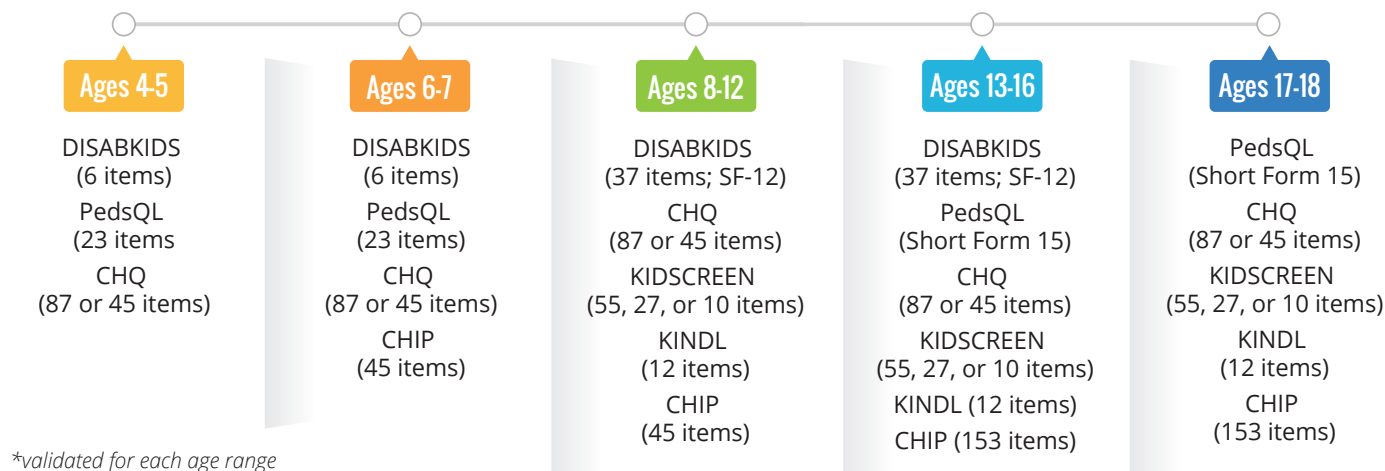 Ages 4-5
DISABKIDS
(6 items)
PedsQL
(23 items
CHQ
(87 or 45 items)
Ages 6-7
DISABKIDS
(6 items)
PedsQL
(23 items)
CHQ
(87 or 45 items)
CHIP
(45 items)
Ages 8-12
DISABKIDS
(37 items; SF-12)
CHQ
(87 or 45 items)
KIDSCREEN
(55, 27, or 10 items)
KINDL
(12 items)
CHIP
(45 items)
Ages 13-16
DISABKIDS
(37 items; SF-12)
PedsQL
(Short Form 15)
CHQ
(87 or 45 items)
KIDSCREEN
(55, 27, or 10 items)
KINDL (12 items)
CHIP (153 items)
Ages 17-18
PedsQL
(Short Form 15)
CHQ
(87 or 45 items)
KIDSCREEN
(55, 27, or 10 items)
KINDL
(12 items)
CHIP
(153 items)
*validated for each age range